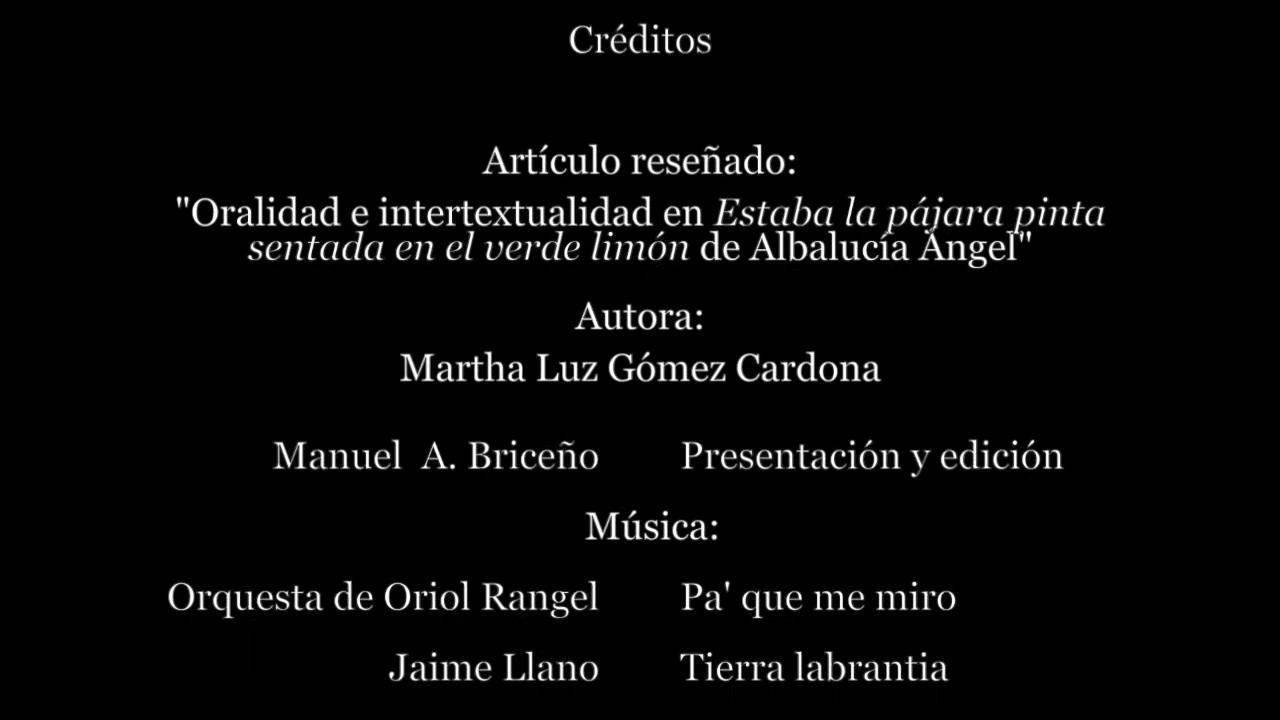 Créditos
Artículo reseñado:
"Oralidad e intertextualidad en Estaba la pájara pinta
sentada en el verde limón de Albalucía Ángel"
Autora:
Martha Luz Gómez Cardona
Manuel A. Briceño Presentación y edición
Música:
Orquesta de Oriol Rangel Pa' que me miro
Jaime Llano Tierra labrantia